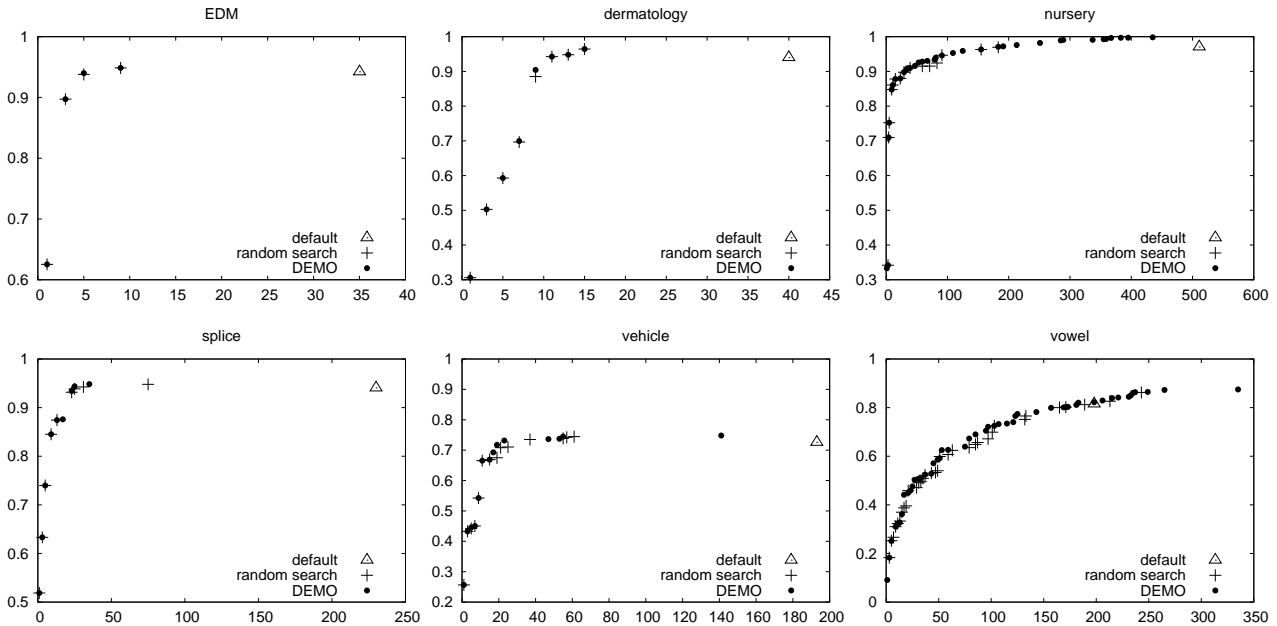 EDM
1
0.9
0.8
0.7
0.6
0 5 10 15 20 25 30 35 40
default
random search
DEMO
dermatology
1
0.9
0.8
0.7
0.6
0.5
0.4
0.3
0 5 10 15 20 25 30 35 40 45
default
random search
DEMO
nursery
1
0.9
0.8
0.7
0.6
0.5
0.4
0.3
0 100 200 300 400 500 600
default
random search
DEMO
splice
1
0.9
0.8
0.7
0.6
0.5
0 50 100 150 200 250
default
random search
DEMO
vehicle
1
0.9
0.8
0.7
0.6
0.5
0.4
0.3
0.2
0 20 40 60 80 100 120 140 160 180 200
default
random search
DEMO
vowel
1
0.8
0.6
0.4
0.2
0
0 50 100 150 200 250 300 350
default
random search
DEMO